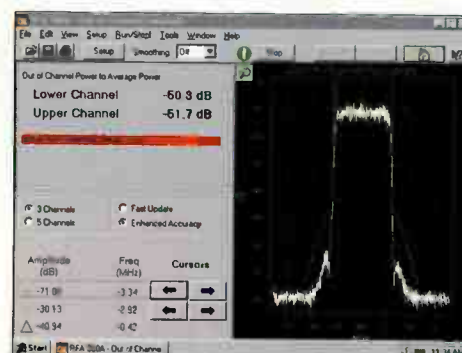 File Edit View Setup Run/Stop! Tools Window Help
Setup Smoothing Off Stop
Out of Channel Power to Average Power
Lower Channel -50.3 dB
Upper Channel -51.7 dB
3 Channels Fast Update
5 Channels Enhanced Accuracy
Amplitude (dB) Freq (MHz) Cursors
-3.34
-30.13 -2.92
-40.94 -0.42
Start RFA 300A - Out of Channe